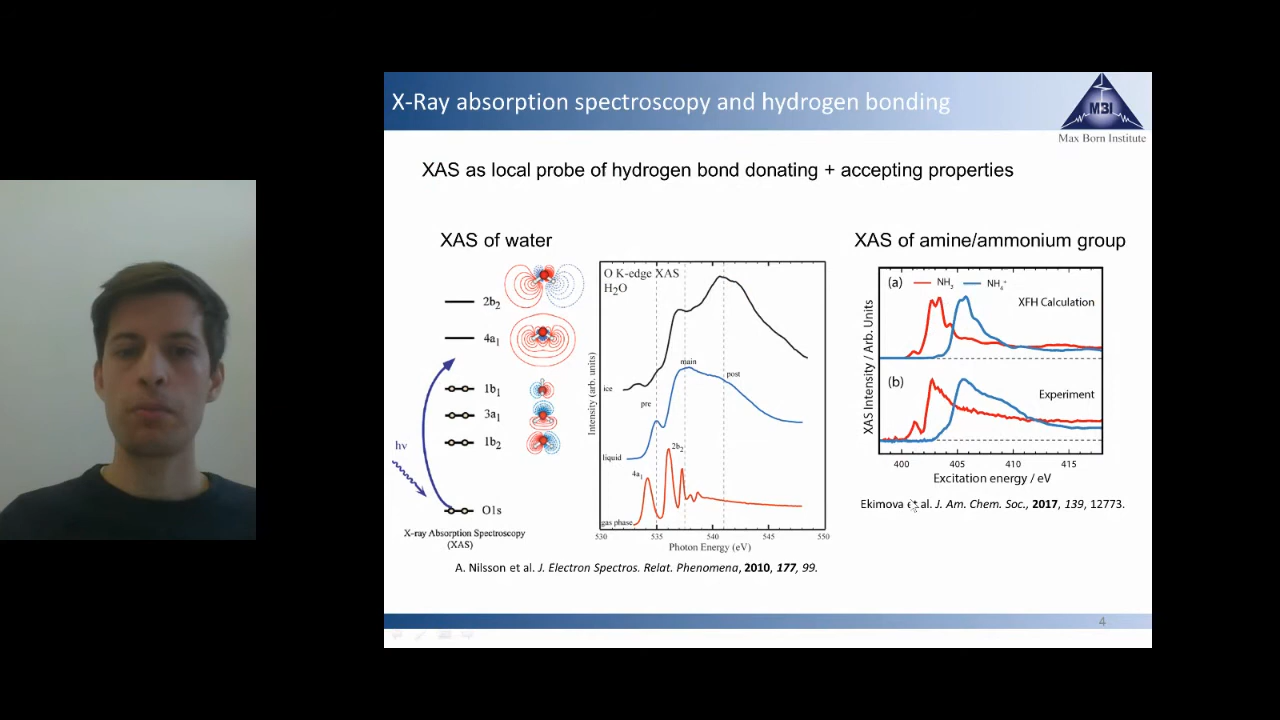 X-Ray absorption spectroscopy and hydrogen bonding
MBI
Max Born Institute
XAS as local probe of hydrogen bond donating + accepting properties
XAS of water
2b2
4a1
1b1
3a1
1b2
hν
O1s
X-ray Absorption Spectroscopy
(XAS)
O K-edge XAS
H2O
Intensity (arb. units)
ice
pre
main
post
liquid
2b2
4a1
gas phase
530 535 540 545 550
Photon Energy (eV)
A. Nilsson et al. J. Electron Spectros. Relat. Phenomena, 2010, 177, 99.
XAS of amine/ammonium group
(a) NH3 NH4+
XFH Calculation
(b)
Experiment
XAS Intensity / Arb. Units
400 405 410 415
Excitation energy / eV
Ekimova et al. J. Am. Chem. Soc., 2017, 139, 12773.
4